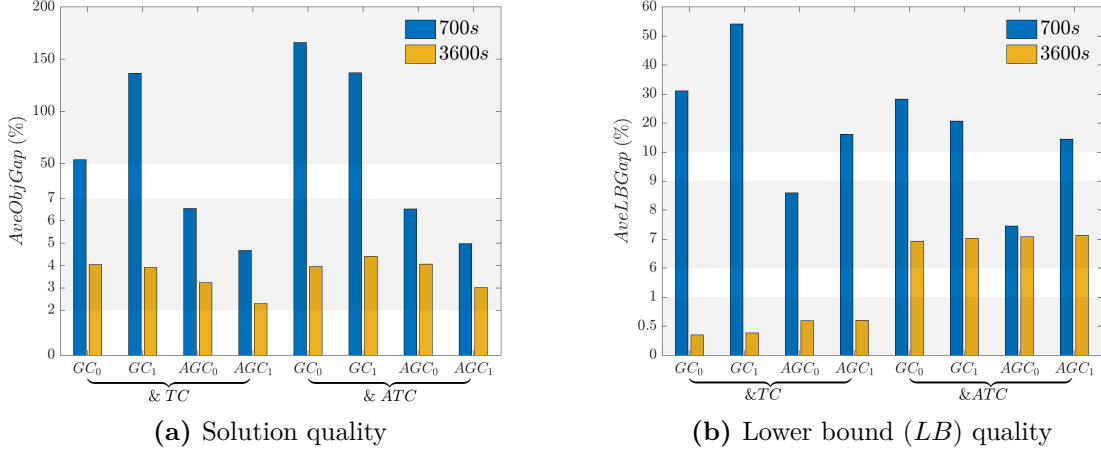 200
150
100
50
7
6
5
4
3
2
0
AveObjGap (%)
700s
3600s
GC0 GC1 AGC0 AGC1 GC0 GC1 AGC0 AGC1
& TC & ATC
(a) Solution quality
60
50
40
30
20
10
9
8
7
6
1
0.5
0
AveLBGap (%)
700s
3600s
GC0 GC1 AGC0 AGC1 GC0 GC1 AGC0 AGC1
&TC &ATC
(b) Lower bound (LB) quality